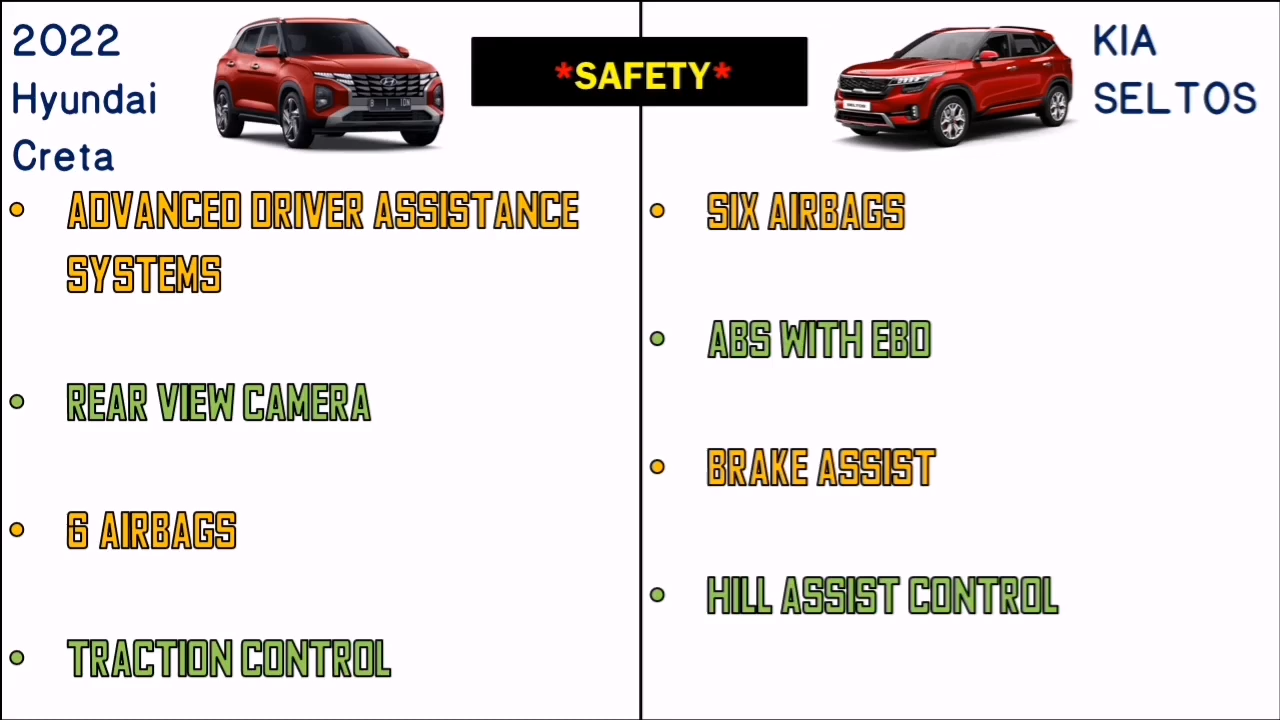 2022
Hyundai
Creta
*SAFETY*
KIA
SELTOS
• ADVANCED DRIVER ASSISTANCE
SYSTEMS
• REAR VIEW CAMERA
• 6 AIRBAGS
• TRACTION CONTROL
• SIX AIRBAGS
• ABS WITH EBD
• BRAKE ASSIST
• HILL ASSIST CONTROL